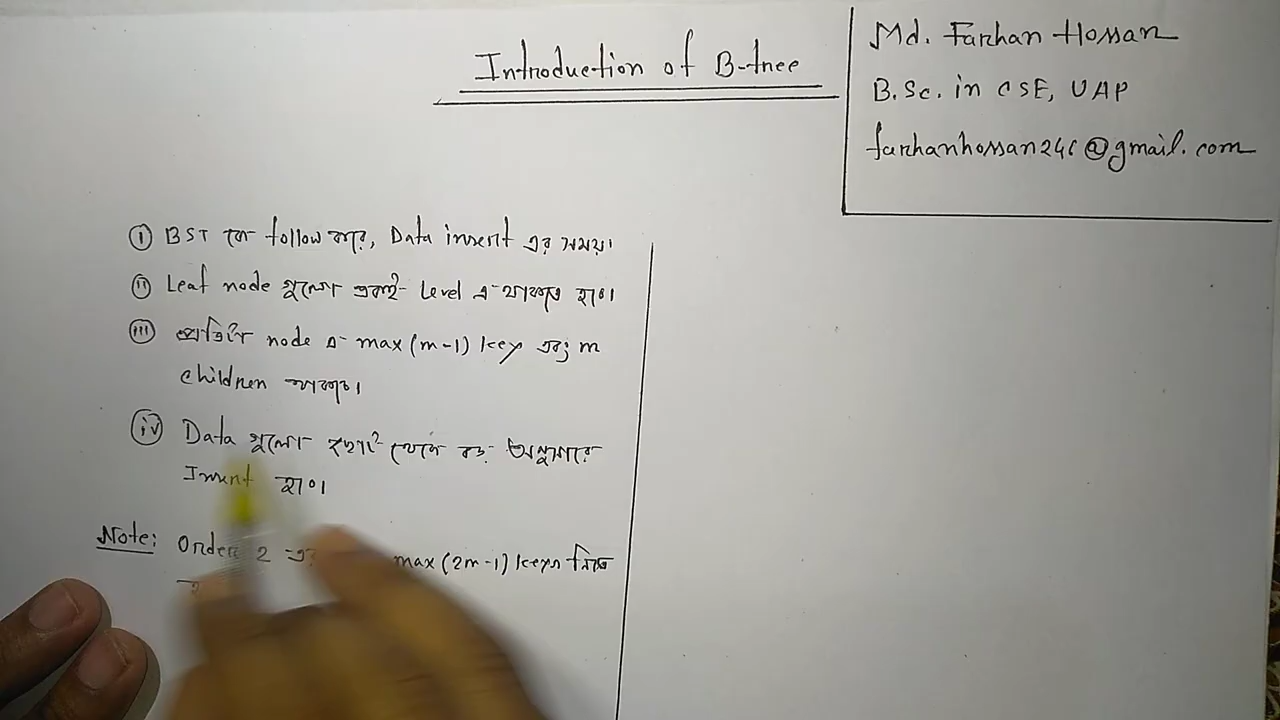 Introduction of B-tree
Md. Farhan Hossan
B.Sc. in CSE, UAP
farhanhossan246@gmail.com
i BST কে follow করে, Data insert এর সময়।
ii Leaf node গুলো একই Level এ থাকতে হবে।
iii প্রতিটি node এ max (m-1) key এবং m
children থাকবে।
iv Data গুলো ছোট থেকে বড় অনুসারে
Insert হবে।
Note: Order 2 এর max (2m-1) keys নিতে